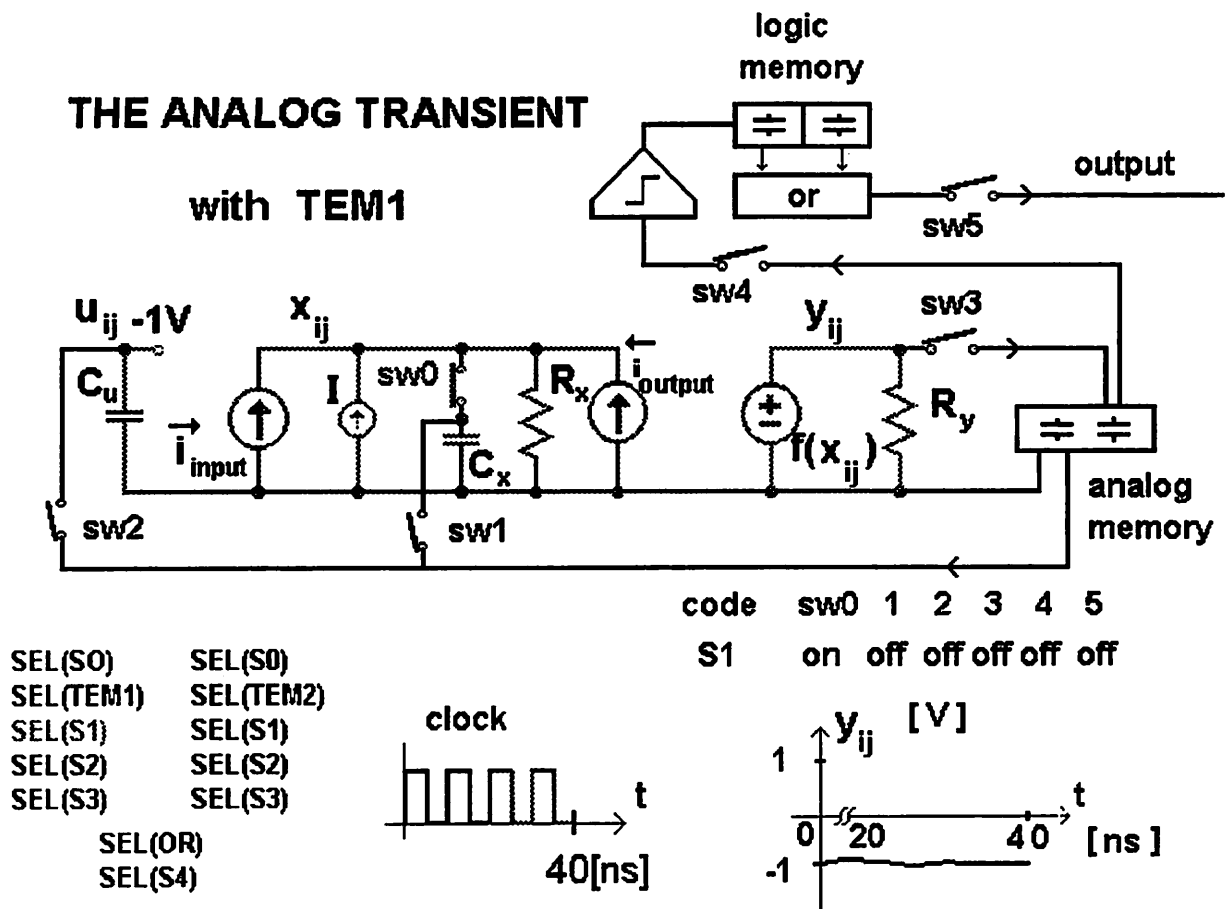 THE ANALOG TRANSIENT
with TEM1
logic
memory
or
sw5
output
sw4
u_ij -1V
x_ij
y_ij
sw3
C_u
i_input
I
sw0
C_x
R_x
i_output
f(x_ij)
R_y
analog
memory
sw2
sw1
code sw0 1 2 3 4 5
S1 on off off off off off
SEL(SO) SEL(S0)
SEL(TEM1) SEL(TEM2)
SEL(S1) SEL(S1)
SEL(S2) SEL(S2)
SEL(S3) SEL(S3)
SEL(OR)
SEL(S4)
clock
t
40[ns]
y_ij [V]
1
t
0 20 40
[ns]
-1